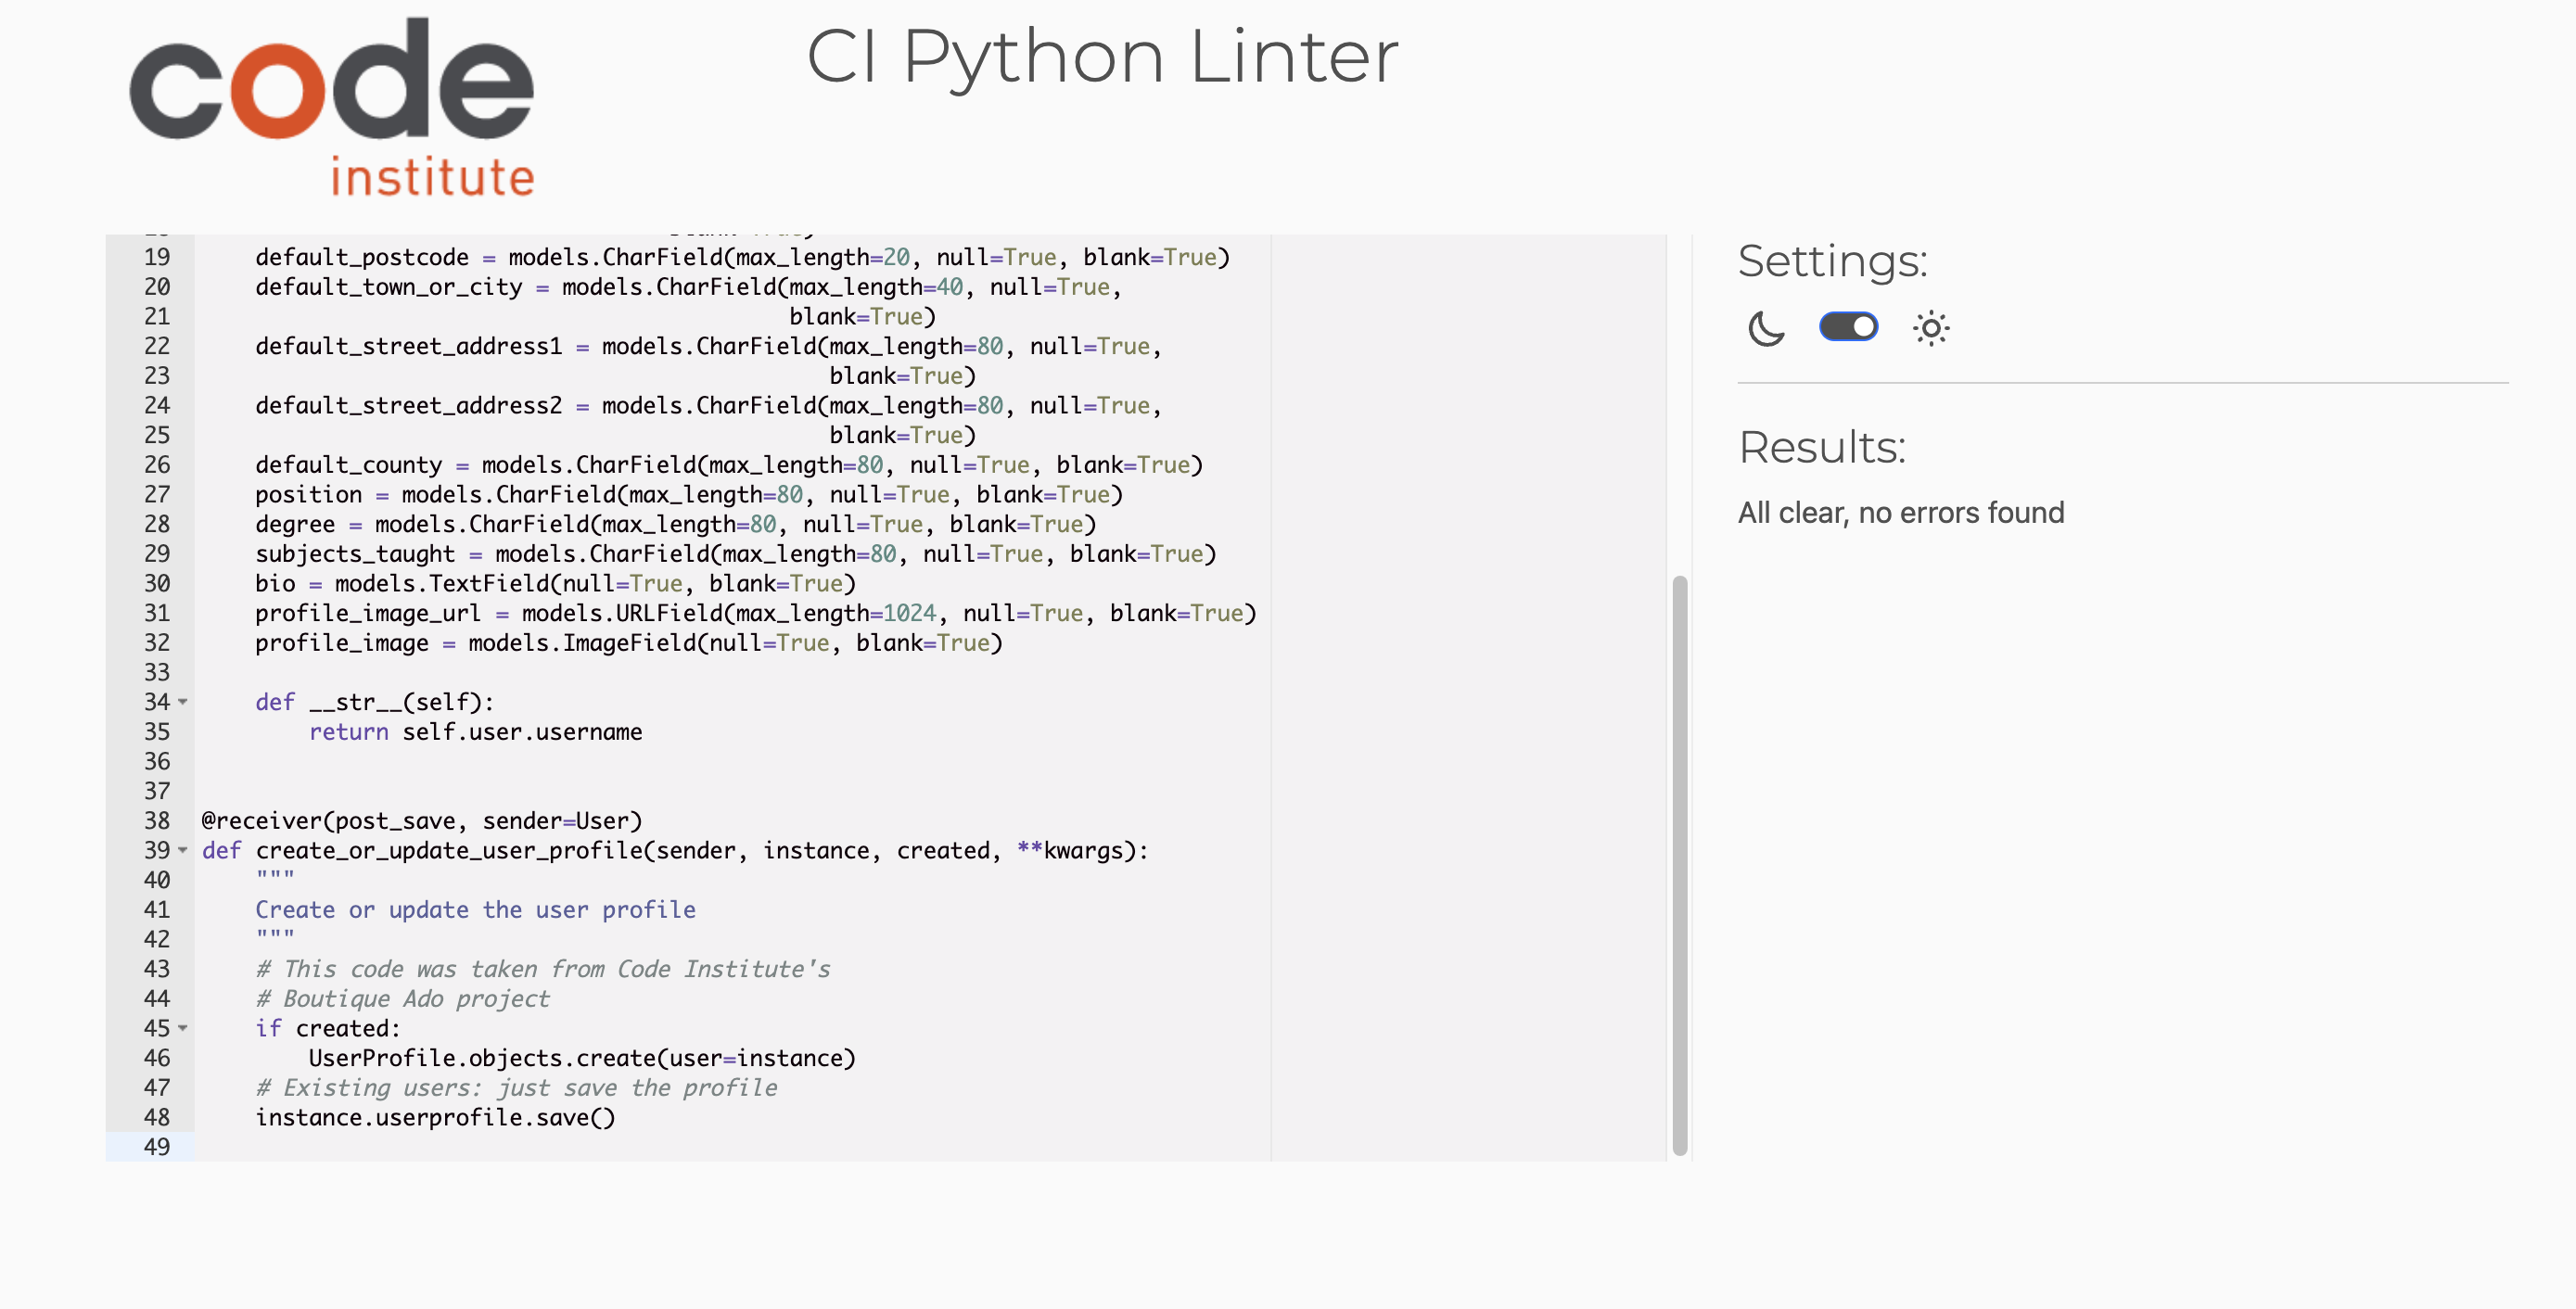 code
institute
CI Python Linter
19     default_postcode = models.CharField(max_length=20, null=True, blank=True)
20     default_town_or_city = models.CharField(max_length=40, null=True,
21                                             blank=True)
22     default_street_address1 = models.CharField(max_length=80, null=True,
23                                                blank=True)
24     default_street_address2 = models.CharField(max_length=80, null=True,
25                                                blank=True)
26     default_county = models.CharField(max_length=80, null=True, blank=True)
27     position = models.CharField(max_length=80, null=True, blank=True)
28     degree = models.CharField(max_length=80, null=True, blank=True)
29     subjects_taught = models.CharField(max_length=80, null=True, blank=True)
30     bio = models.TextField(null=True, blank=True)
31     profile_image_url = models.URLField(max_length=1024, null=True, blank=True)
32     profile_image = models.ImageField(null=True, blank=True)
33
34     def __str__(self):
35         return self.user.username
36
37
38 @receiver(post_save, sender=User)
39 def create_or_update_user_profile(sender, instance, created, **kwargs):
40     """
41     Create or update the user profile
42     """
43     # This code was taken from Code Institute's
44     # Boutique Ado project
45     if created:
46         UserProfile.objects.create(user=instance)
47     # Existing users: just save the profile
48     instance.userprofile.save()
49
Settings:
Results:
All clear, no errors found